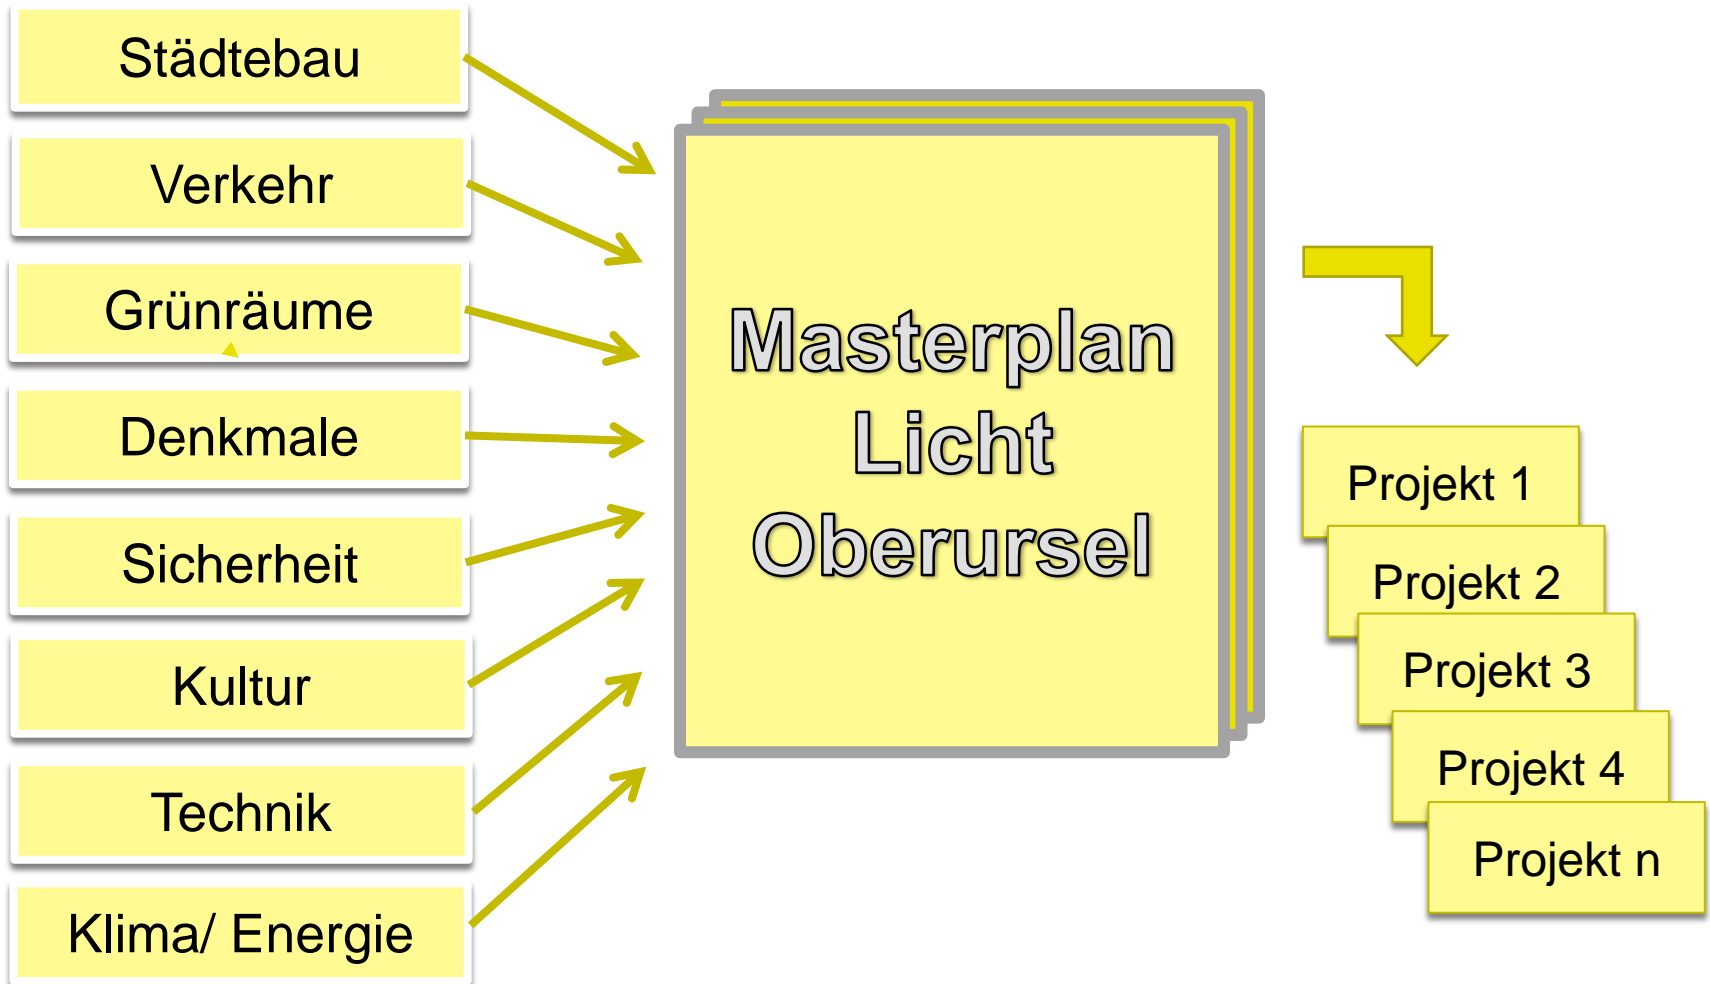 Städtebau
Verkehr
Grünräume
Denkmale
Sicherheit
Kultur
Technik
Klima/ Energie
Masterplan
Licht
Oberursel
Projekt 1
Projekt 2
Projekt 3
Projekt 4
Projekt n